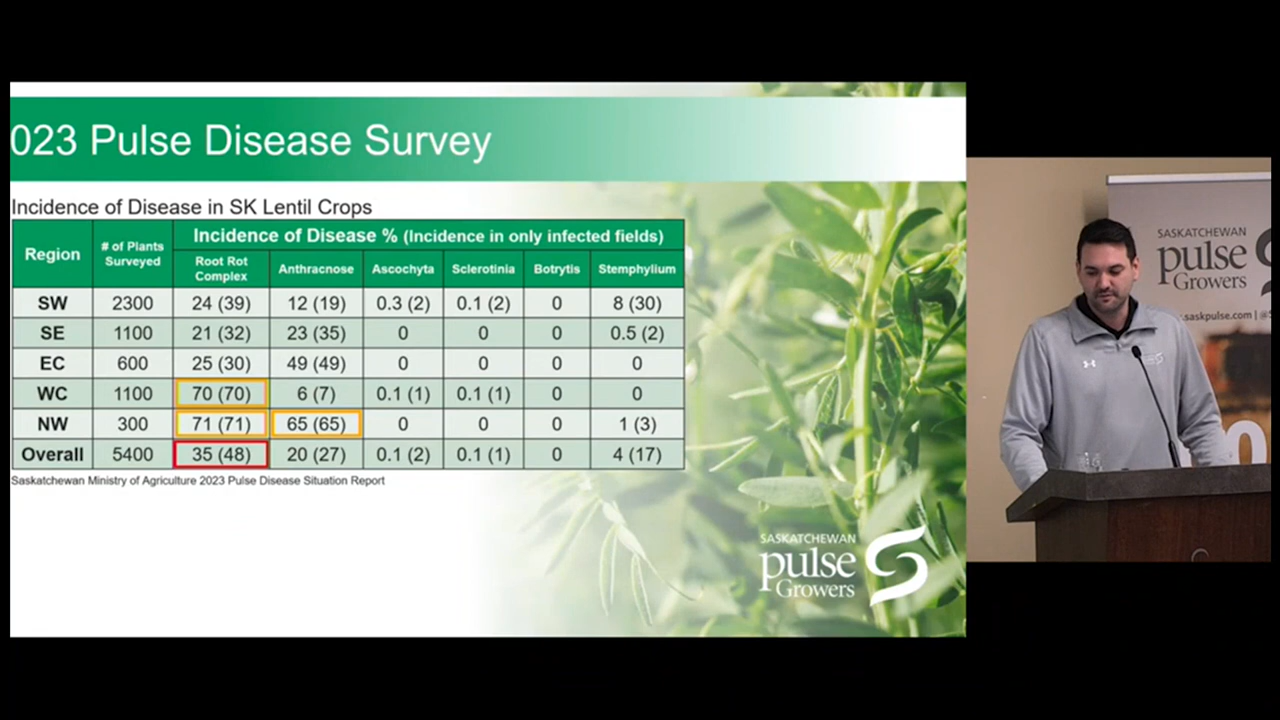 023 Pulse Disease Survey
Incidence of Disease in SK Lentil Crops
Region # of Plants Surveyed Incidence of Disease % (Incidence in only infected fields)
Root Rot Complex Anthracnose Ascochyta Sclerotinia Botrytis Stemphylium
SW 2300 24 (39) 12 (19) 0.3 (2) 0.1 (2) 0 8 (30)
SE 1100 21 (32) 23 (35) 0 0 0 0.5 (2)
EC 600 25 (30) 49 (49) 0 0 0 0
WC 1100 70 (70) 6 (7) 0.1 (1) 0.1 (1) 0 0
NW 300 71 (71) 65 (65) 0 0 0 1 (3)
Overall 5400 35 (48) 20 (27) 0.1 (2) 0.1 (1) 0 4 (17)
Saskatchewan Ministry of Agriculture 2023 Pulse Disease Situation Report
SASKATCHEWAN
pulse
Growers
SASKATCHEWAN
pulse
Growers
.saskpulse.com | @S
0